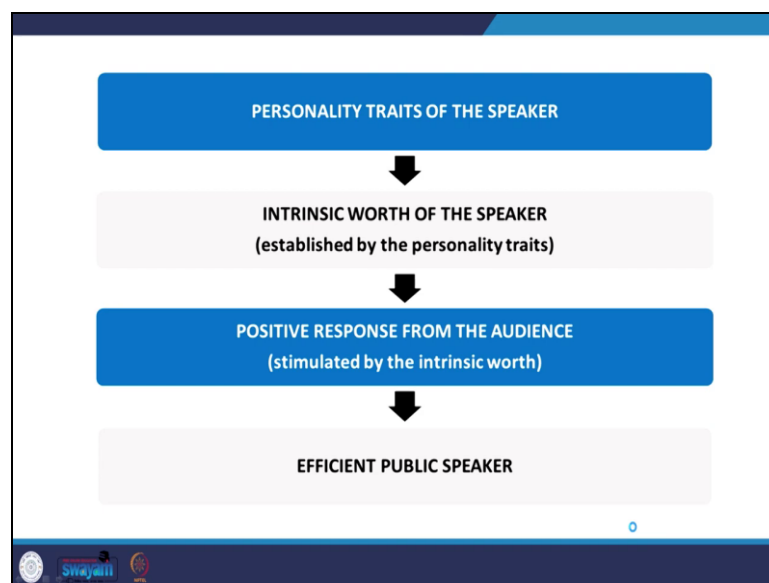 PERSONALITY TRAITS OF THE SPEAKER
INTRINSIC WORTH OF THE SPEAKER
(established by the personality traits)
POSITIVE RESPONSE FROM THE AUDIENCE
(stimulated by the intrinsic worth)
EFFICIENT PUBLIC SPEAKER
swayam